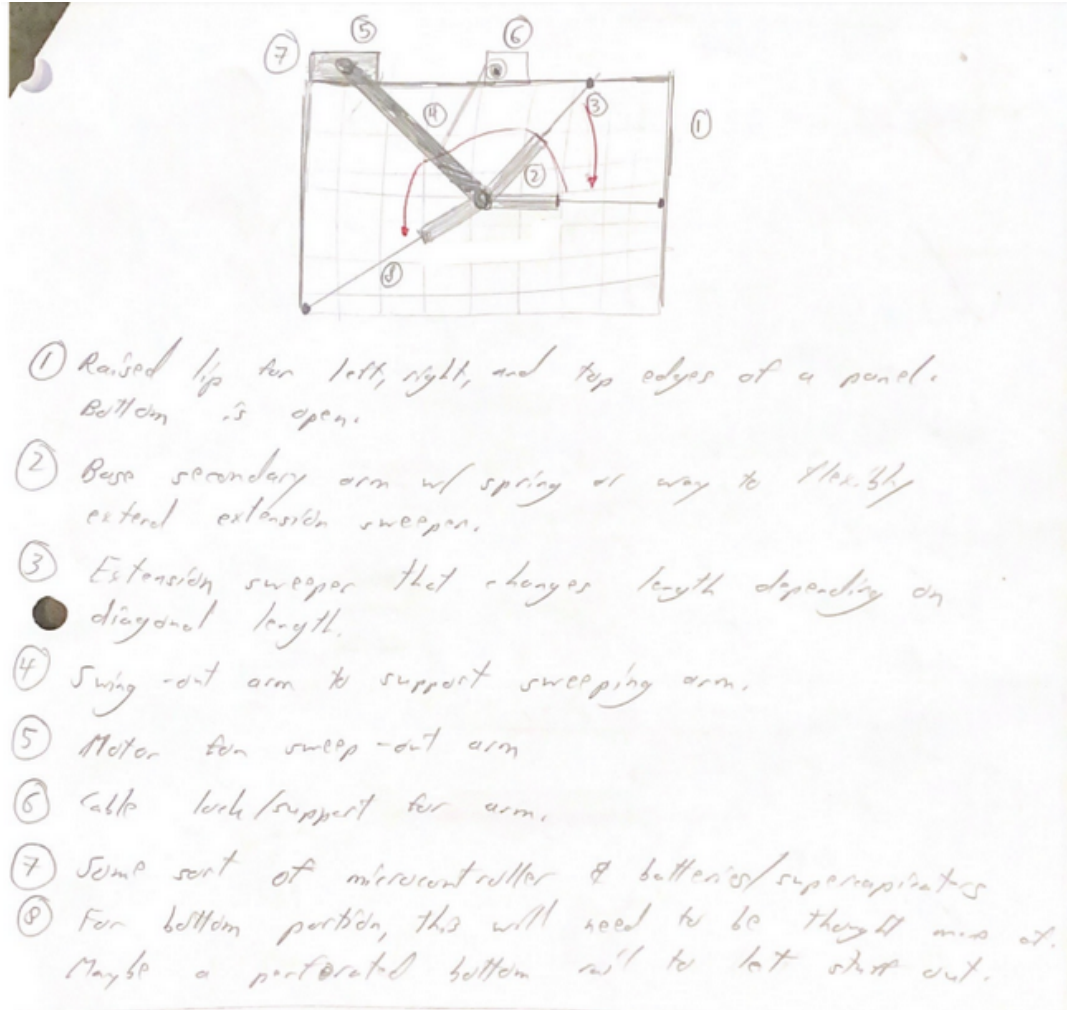 5
6
7
4
3
1
2
8
1 Raised lip for left, right, and top edges of a panel.
Bottom is open.
2 Base secondary arm w/ spring or way to flexibly
extend extension sweeper.
3 Extension sweeper that changes length depending on
diagonal length.
4 Swing-out arm to support sweeping arm.
5 Motor for sweep-out arm
6 Cable lock/support for arm.
7 Some sort of microcontroller & batteries/supercapicators
8 For bottom portion, this will need to be thought more of.
Maybe a perforated bottom rail to let stuff out.